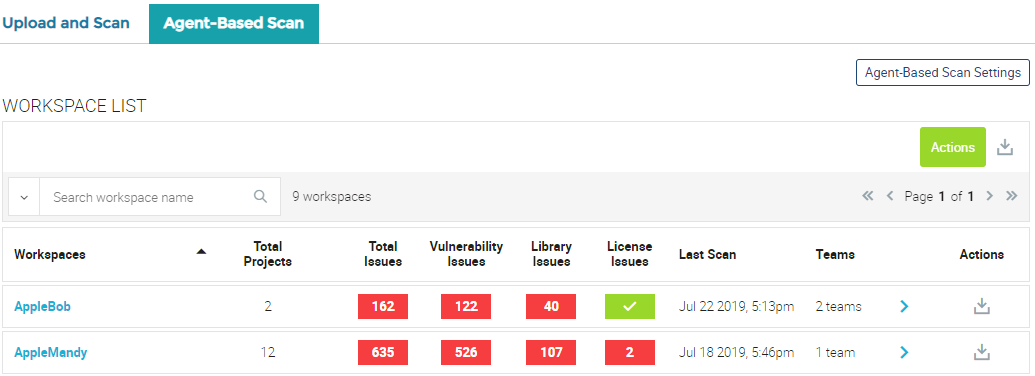 Upload and Scan Agent-Based Scan
Agent-Based Scan Settings
WORKSPACE LIST
Actions
Search workspace name 9 workspaces Page 1 of 1
Workspaces Total Projects Total Issues Vulnerability Issues Library Issues License Issues Last Scan Teams Actions
AppleBob 2 162 122 40 Jul 22 2019, 5:13pm 2 teams
AppleMandy 12 635 526 107 2 Jul 18 2019, 5:46pm 1 team